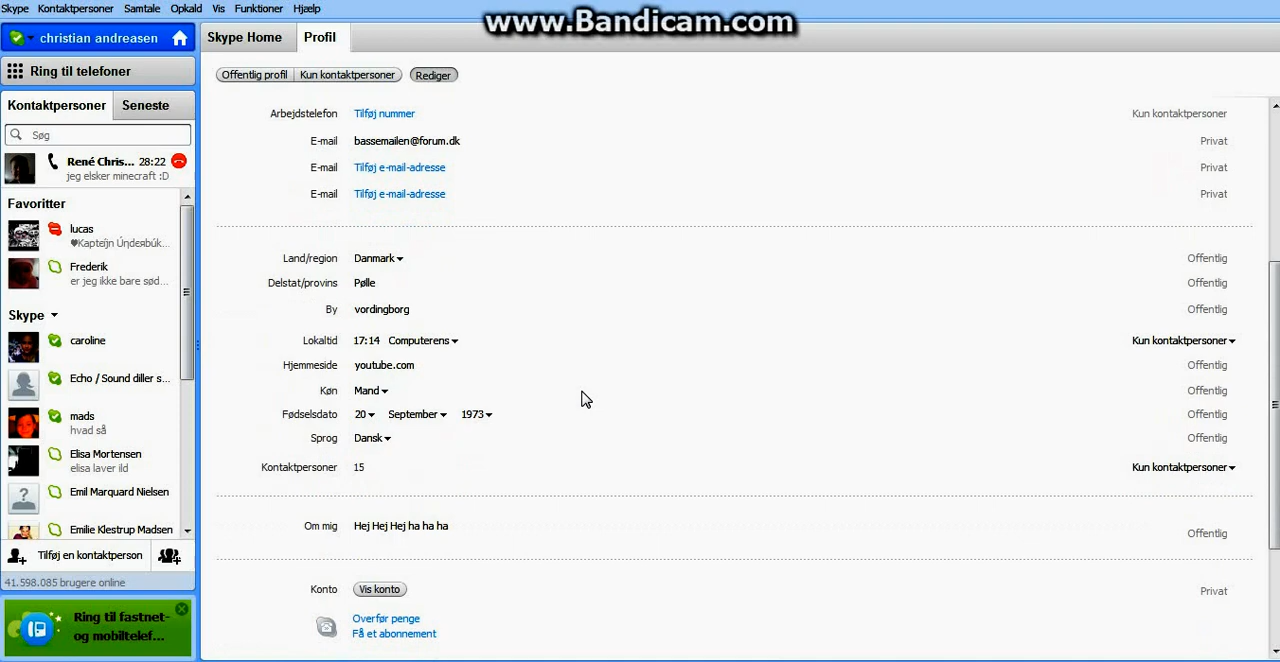 Skype Kontaktpersoner Samtale Opkald Vis Funktioner Hjælp
www.Bandicam.com
christian andreasen
Skype Home Profil
Ring til telefoner
Offentlig profil Kun kontaktpersoner Rediger
Kontaktpersoner Seneste
Søg
René Chris... 28:22
jeg elsker minecraft :D
Favoritter
lucas
♥Kapteijn Úηdeяbúk...
Frederik
er jeg ikke bare sød...
Skype
caroline
Echo / Sound diller s...
mads
hvad så
Elisa Mortensen
elisa laver ild
Emil Marquard Nielsen
Emilie Klestrup Madsen
Tilføj en kontaktperson
41.598.085 brugere online
Ring til fastnet-
og mobiltelef...
Arbejdstelefon Tilføj nummer Kun kontaktpersoner
E-mail bassemailen@forum.dk Privat
E-mail Tilføj e-mail-adresse Privat
E-mail Tilføj e-mail-adresse Privat
Land/region Danmark Offentlig
Delstat/provins Pølle Offentlig
By vordingborg Offentlig
Lokaltid 17:14 Computerens Kun kontaktpersoner
Hjemmeside youtube.com Offentlig
Køn Mand Offentlig
Fødselsdato 20 September 1973 Offentlig
Sprog Dansk Offentlig
Kontaktpersoner 15 Kun kontaktpersoner
Om mig Hej Hej Hej ha ha ha Offentlig
Konto Vis konto Privat
Overfør penge
Få et abonnement